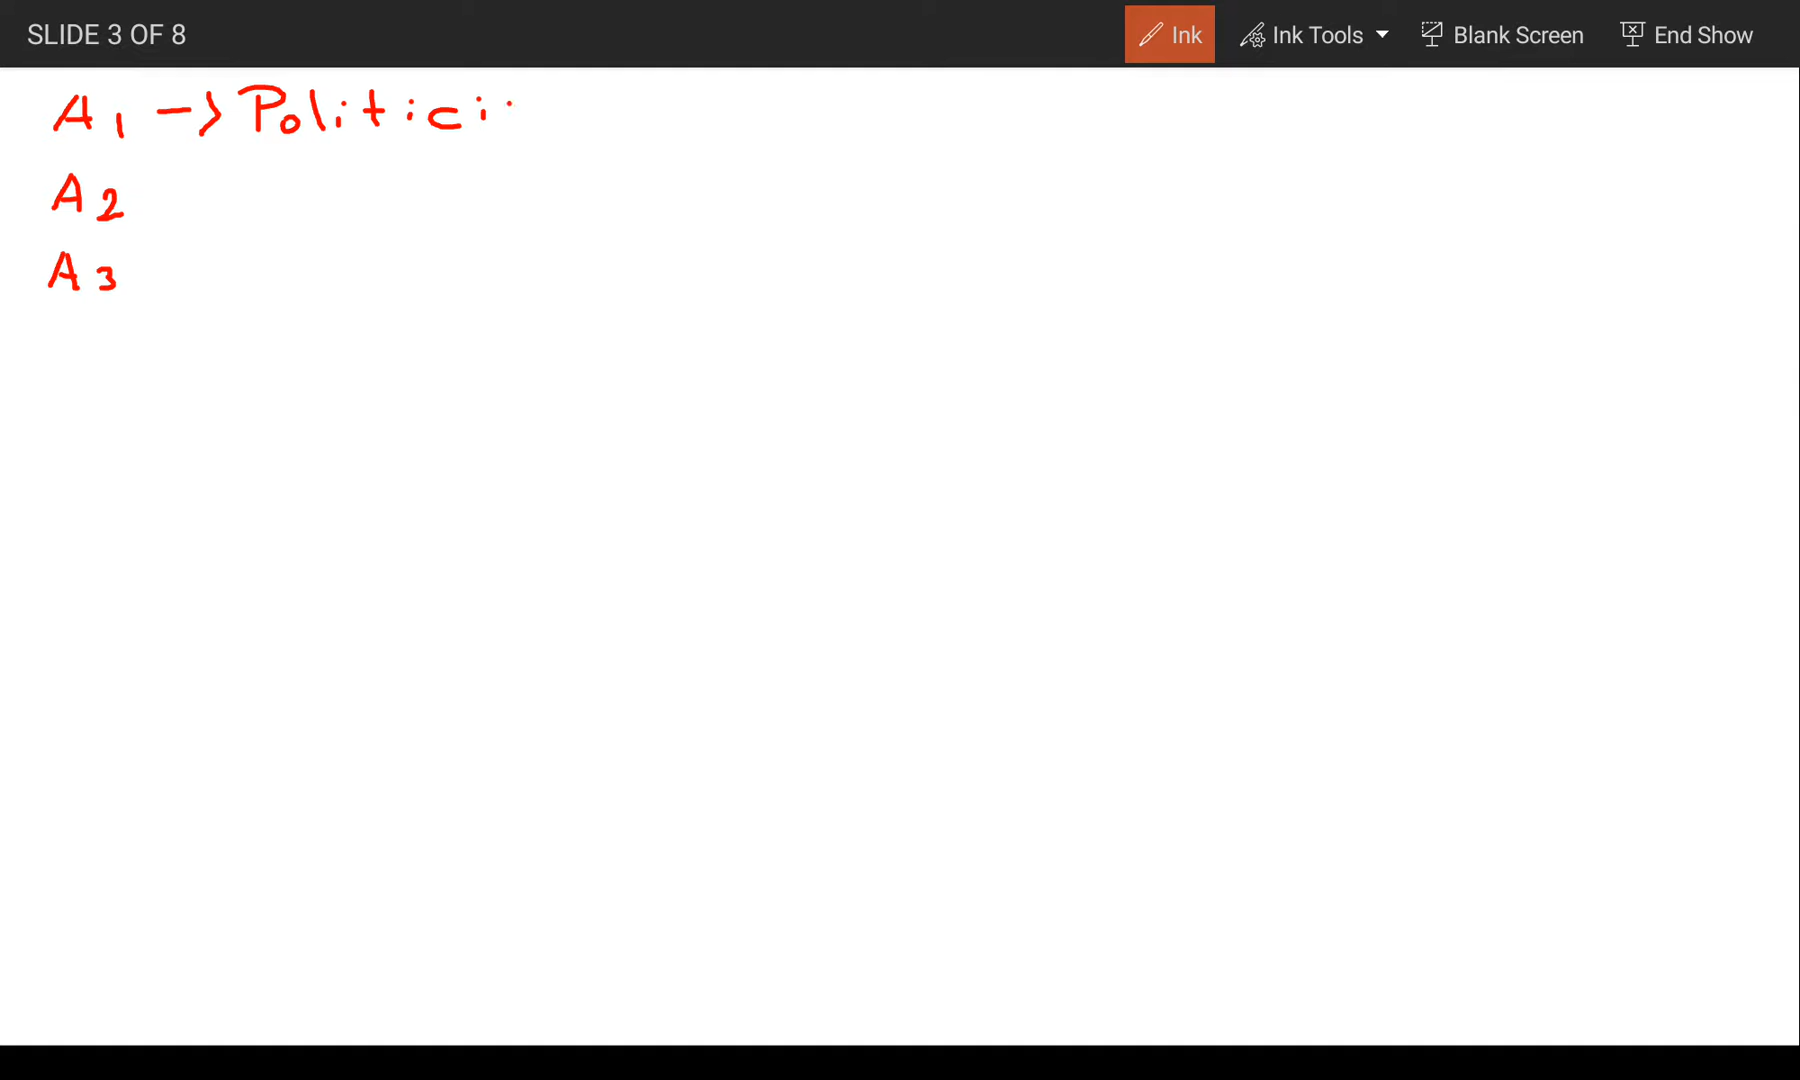 SLIDE 3 OF 8 Ink Ink Tools Blank Screen End Show
A1 -> Politici
A2
A3